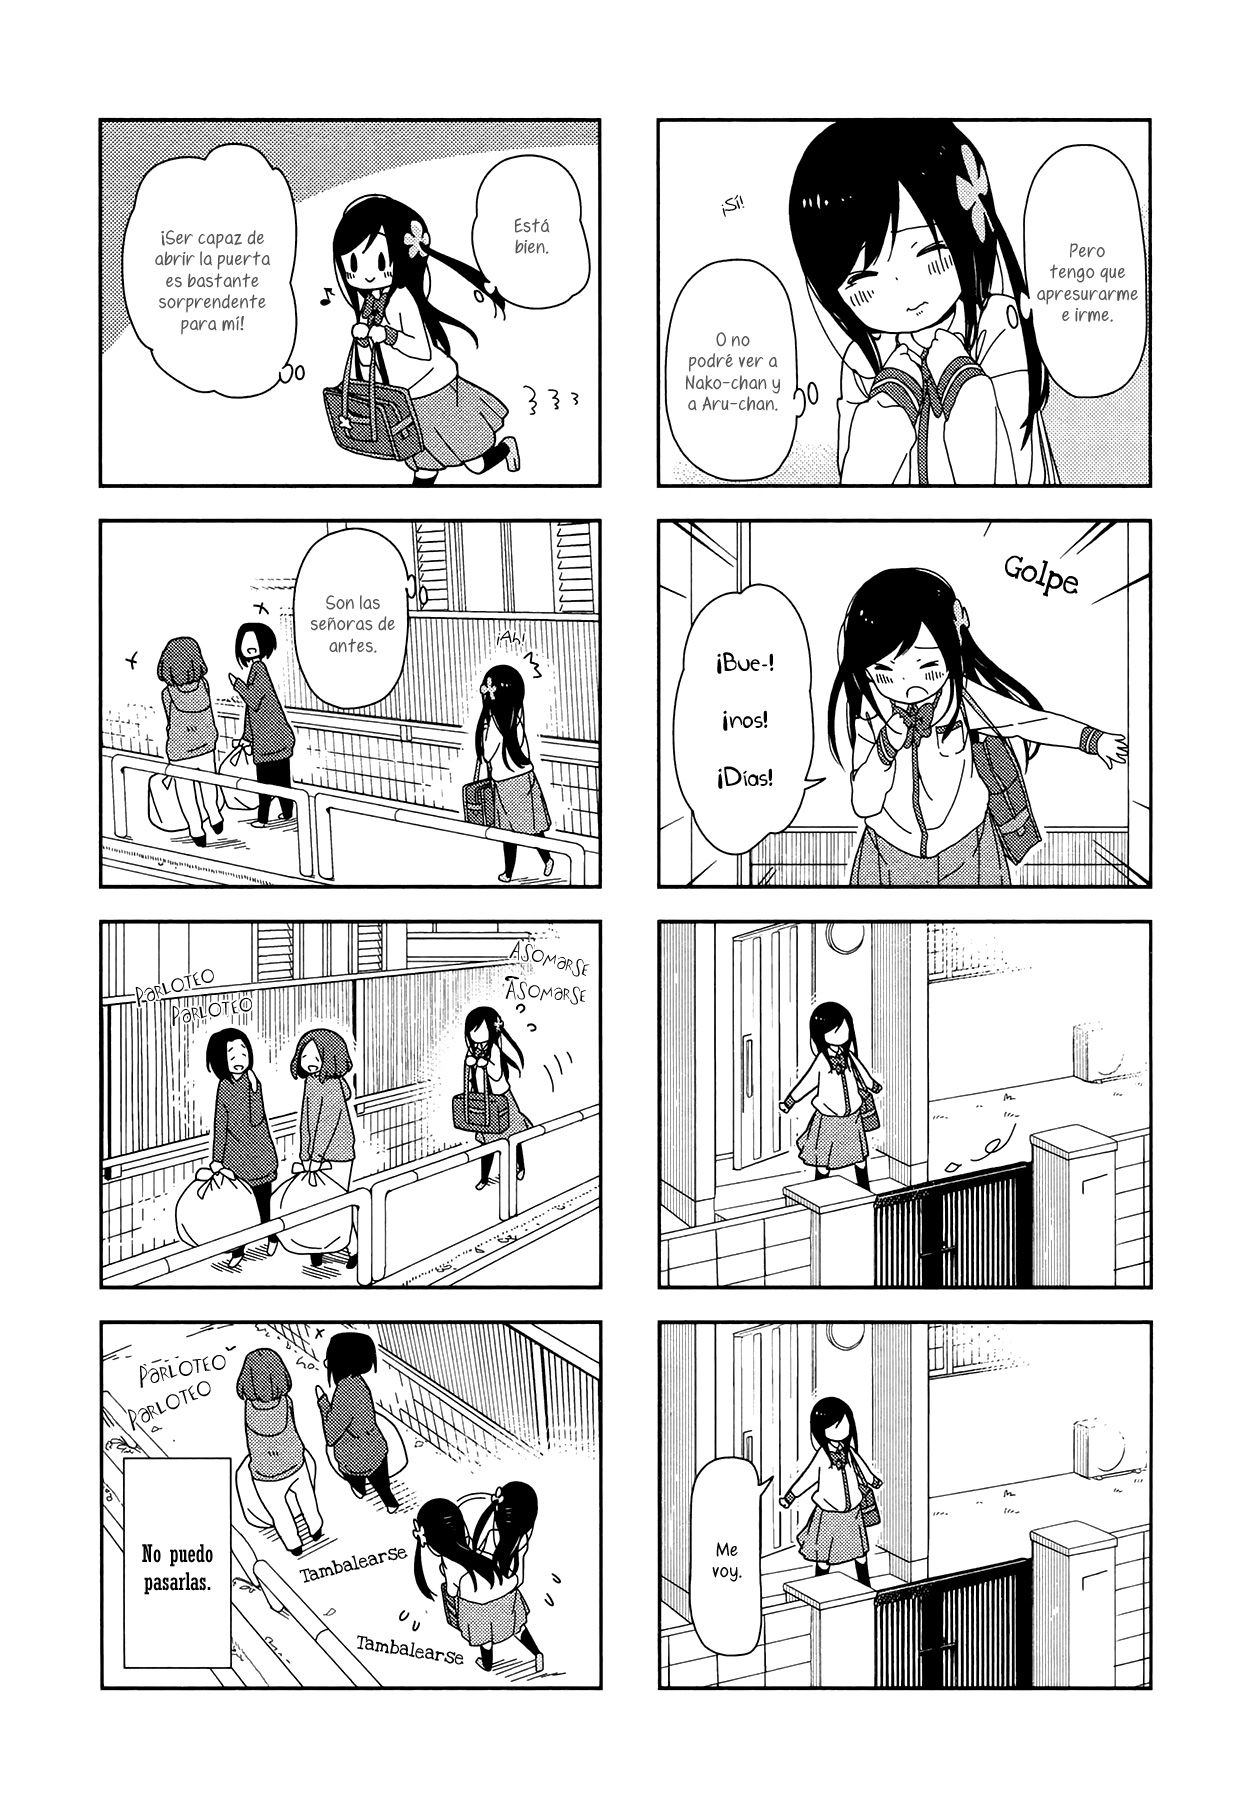 Pero
tengo que
apresurarme
e irme.
¡Sí!
O no
podré ver a
Nako-chan y
a Aru-chan.
Golpe
¡Bue-!
¡nos!
¡Días!
Me
voy.
Está
bien.
¡Ser capaz de
abrir la puerta
es bastante
sorprendente
para mí!
Son las
señoras de
antes.
¡Ah!
ASOMARSE
ASOMARSE
PARLOTEO
PARLOTEO
PARLOTEO
PARLOTEO
Tambalearse
Tambalearse
No puedo
pasarlas.